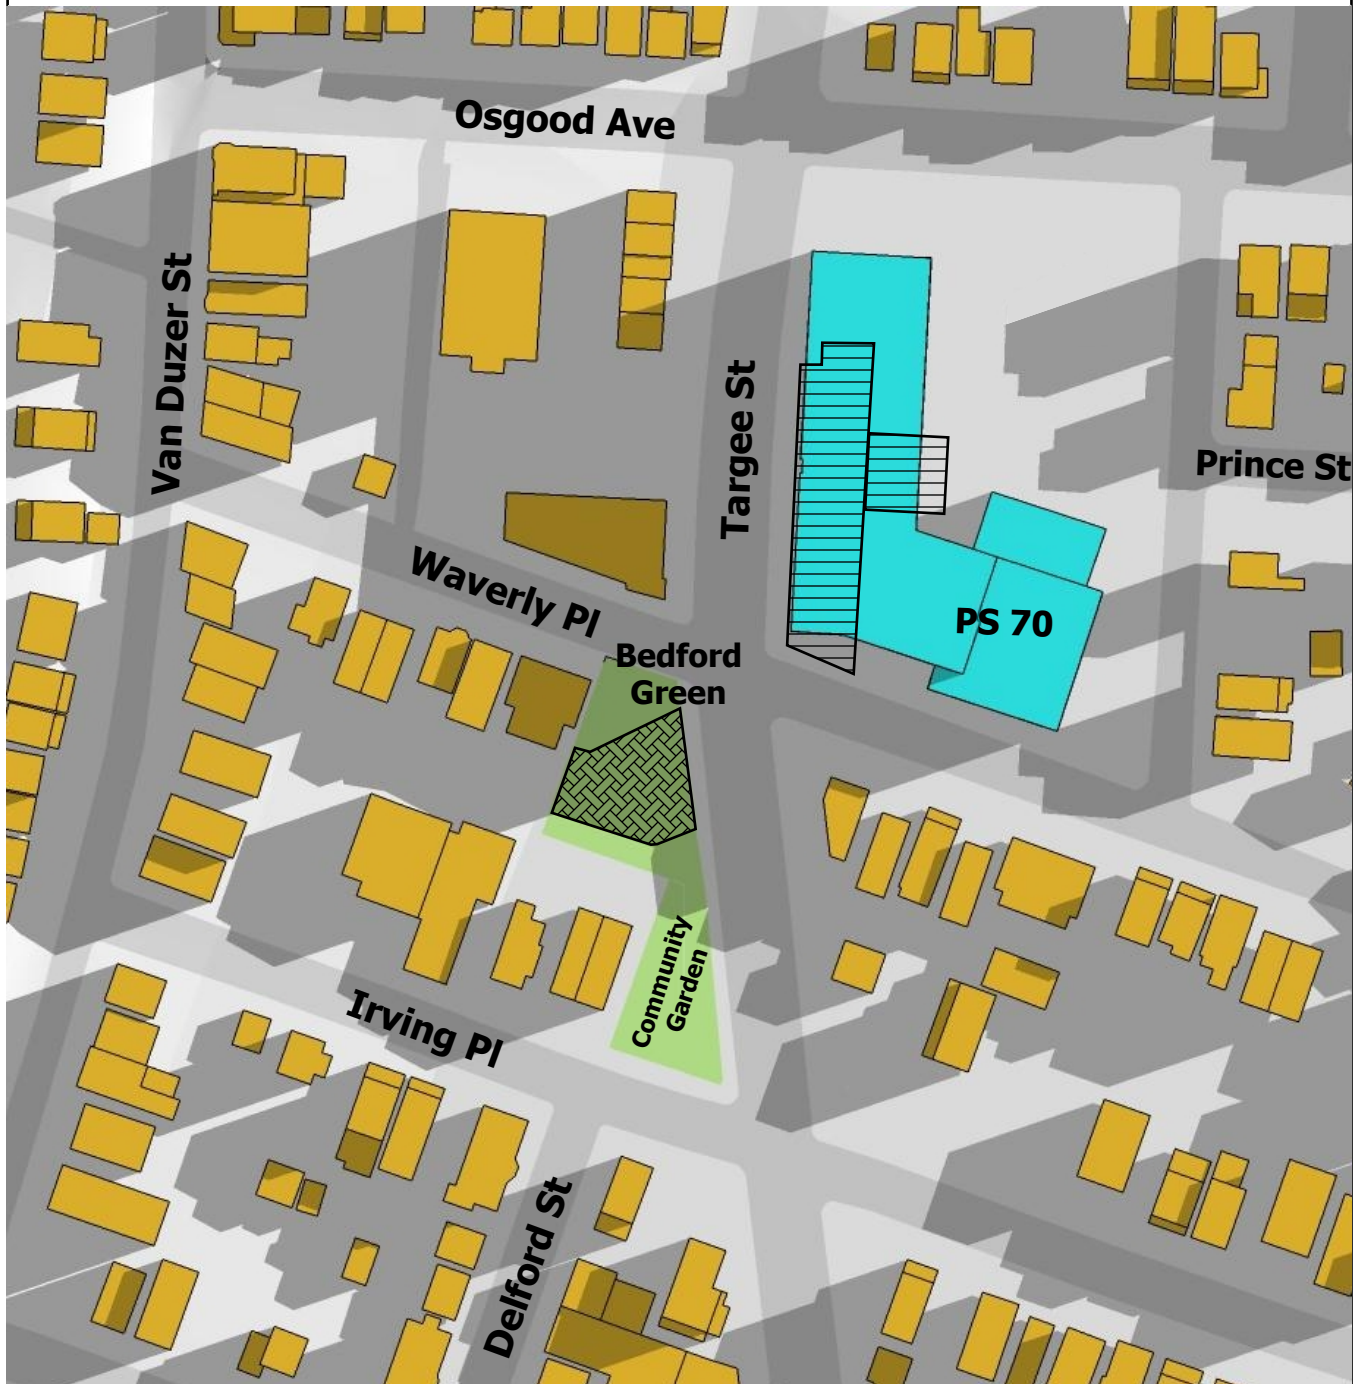 Osgood Ave
Van Duzer St
Targee St
Prince St
Waverly Pl
PS 70
Bedford
Green
Community
Garden
Irving Pl
Delford St